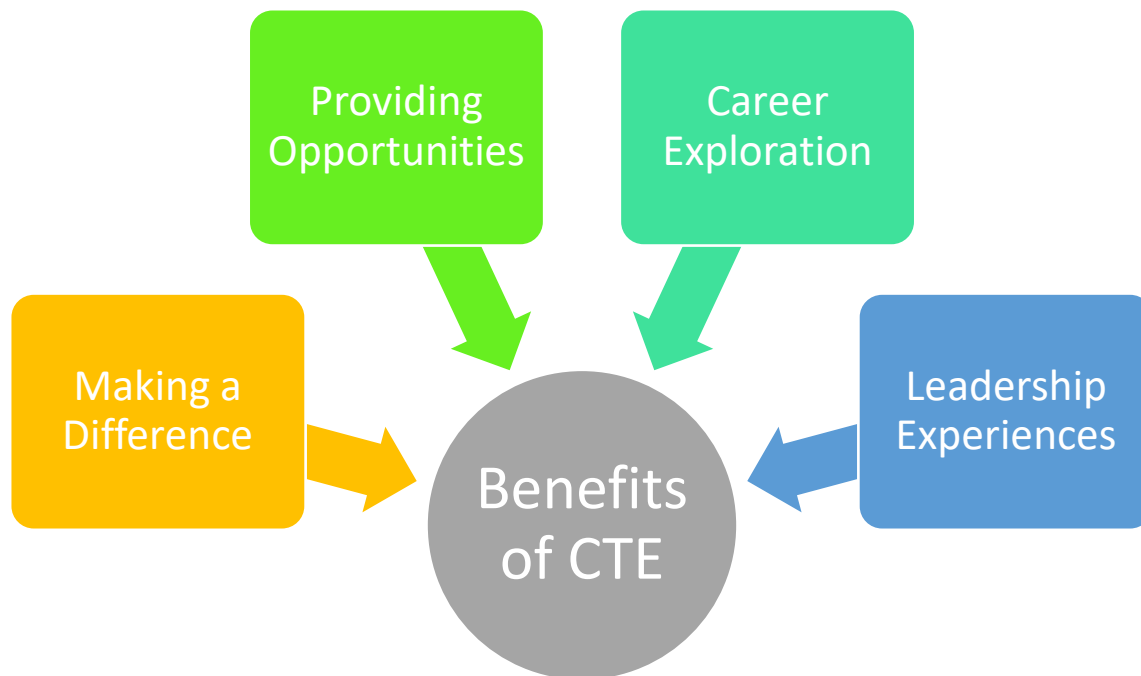 Providing
Opportunities
Career
Exploration
Making a
Difference
Leadership
Experiences
Benefits
of CTE